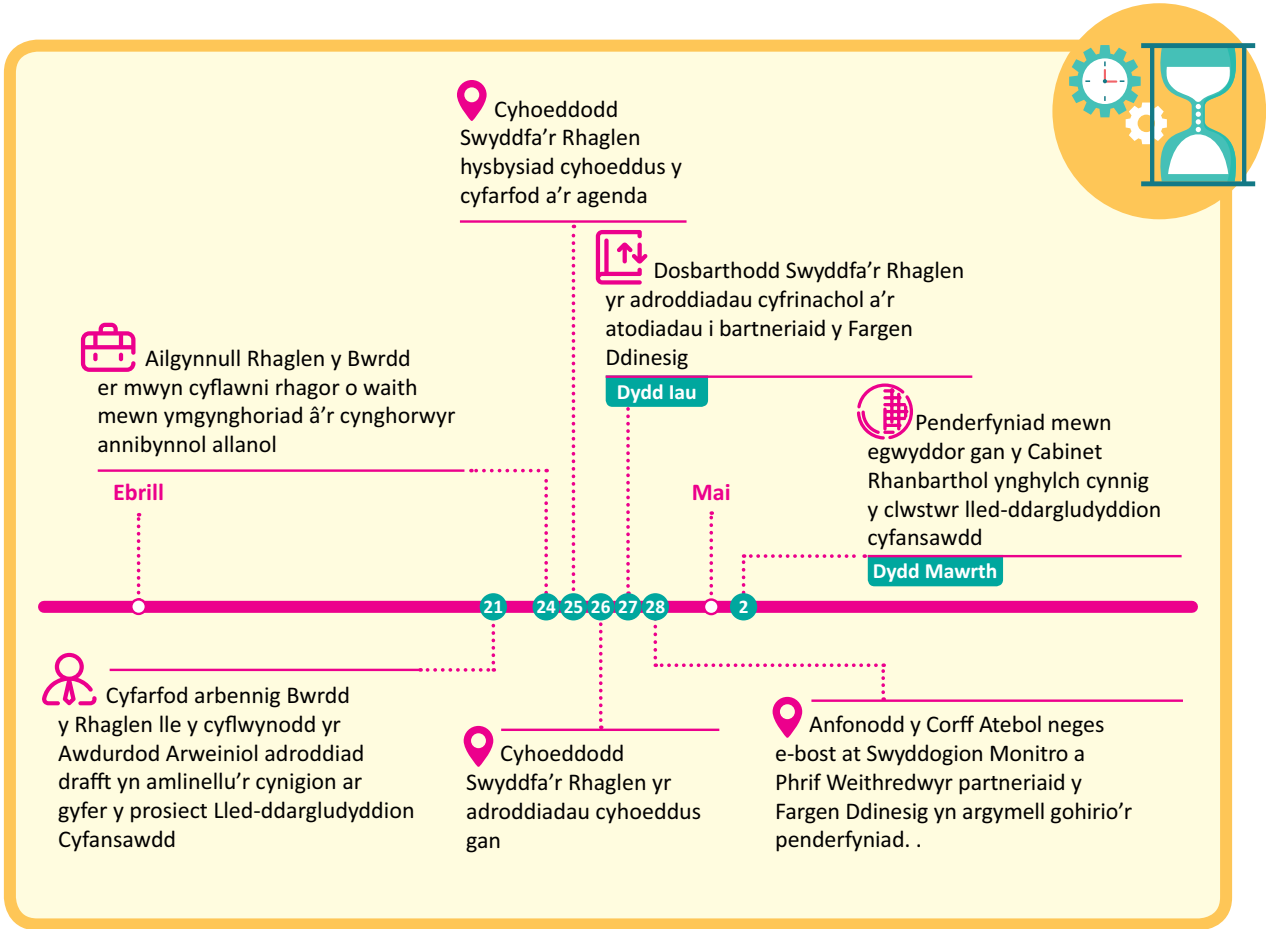 Cyhoeddodd
Swyddfa'r Rhaglen
hysbysiad cyhoeddus y
cyfarfod a'r agenda
Dosbarthodd Swyddfa'r Rhaglen
yr adroddiadau cyfrinachol a'r
atodiadau i bartneriaid y Fargen
Ddinesig
Dydd Iau
Ailgynnull Rhaglen y Bwrdd
er mwyn cyflawni rhagor o waith
mewn ymgynghoriad â'r cynghorwyr
annibynnol allanol
Penderfyniad mewn
egwyddor gan y Cabinet
Rhanbarthol ynghylch cynnig
y clwstwr lled-ddargludyddion
cyfansawdd
Dydd Mawrth
Ebrill
Mai
21 24 25 26 27 28 2
Cyfarfod arbennig Bwrdd
y Rhaglen lle y cyflwynodd yr
Awdurdod Arweiniol adroddiad
drafft yn amlinellu'r cynigion ar
gyfer y prosiect Lled-ddargludyddion
Cyfansawdd
Cyhoeddodd
Swyddfa'r Rhaglen yr
adroddiadau cyhoeddus
gan
Anfonodd y Corff Atebol neges
e-bost at Swyddogion Monitro a
Phrif Weithredwyr partneriaid y
Fargen Ddinesig yn argymell gohirio'r
penderfyniad. .